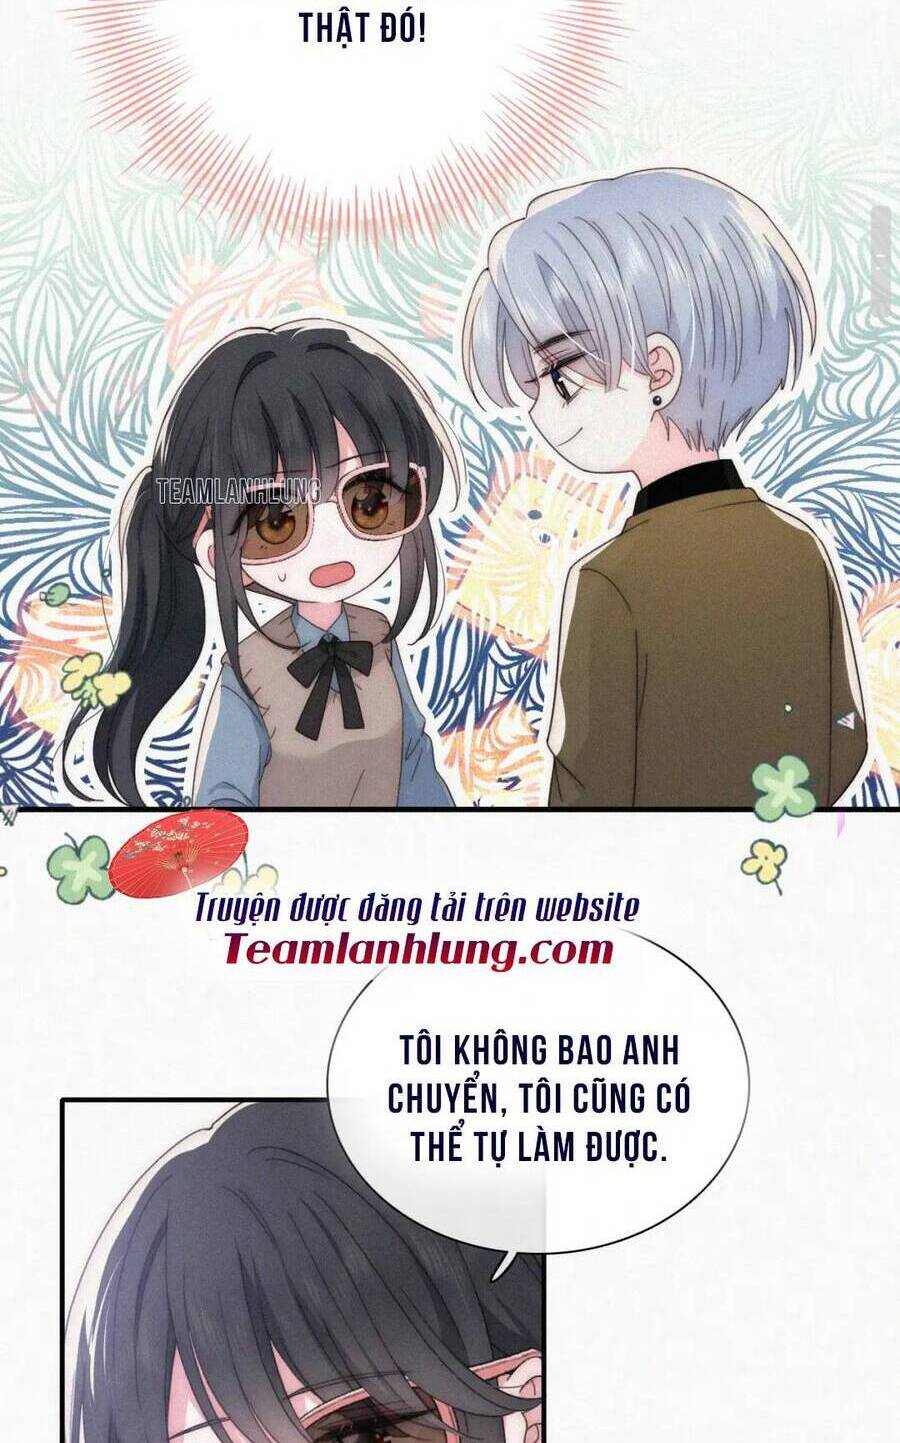 THẬT ĐÓ!
TEAMLANHLUNG
Truyện được đăng tải trên website
Teamlanhlung.com
TÔI KHÔNG BAO ANH
CHUYỂN, TÔI CŨNG CÓ
THỂ TỰ LÀM ĐƯỢC.